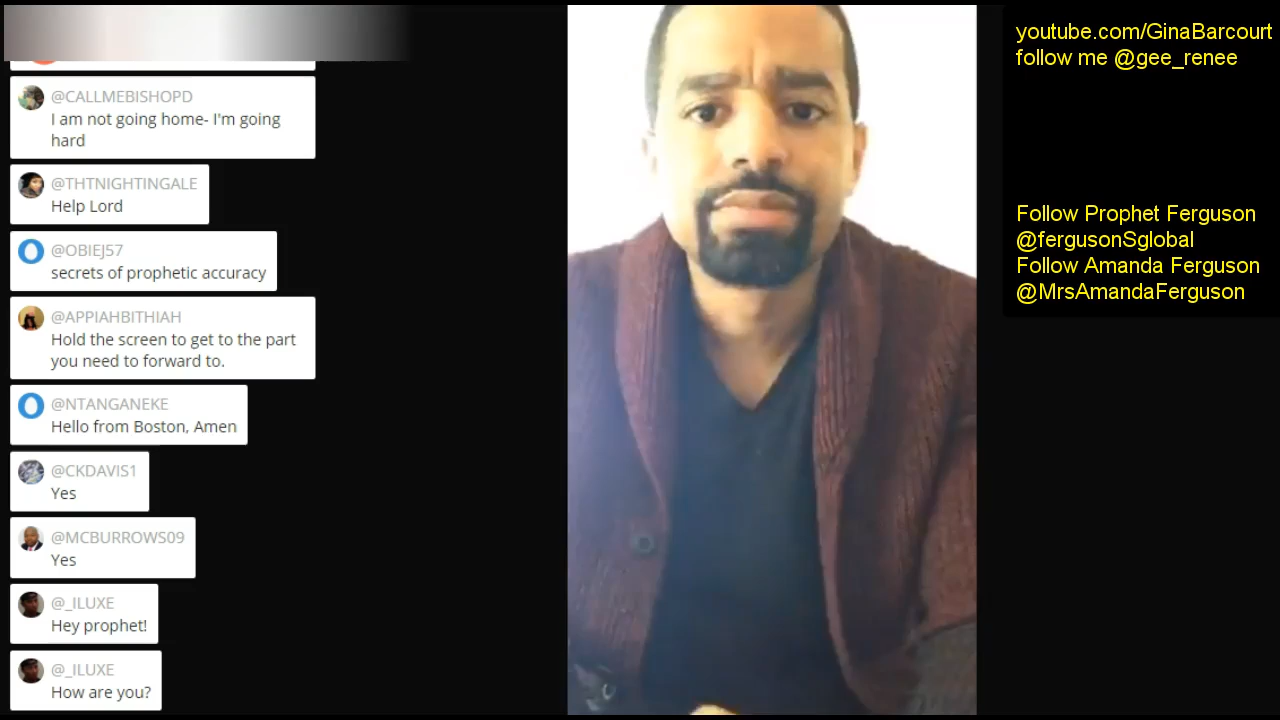 @CALLMEBISHOPD
I am not going home- I'm going
hard
@THTNIGHTINGALE
Help Lord
@OBIEJ57
secrets of prophetic accuracy
@APPIAHBITHIAH
Hold the screen to get to the part
you need to forward to.
@NTANGANEKE
Hello from Boston, Amen
@CKDAVIS1
Yes
@MCBURROWS09
Yes
@_ILUXE
Hey prophet!
@_ILUXE
How are you?
youtube.com/GinaBarcourt
follow me @gee_renee
Follow Prophet Ferguson
@fergusonSglobal
Follow Amanda Ferguson
@MrsAmandaFerguson